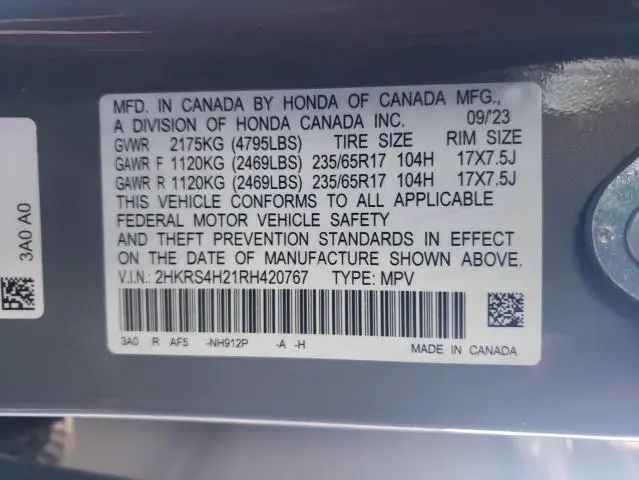 MFD. IN CANADA BY HONDA OF CANADA MFG.,
A DIVISION OF HONDA CANADA INC. 09/23
GVWR 2175KG (4795LBS) TIRE SIZE RIM SIZE
GAWR F 1120KG (2469LBS) 235/65R17 104H 17X7.5J
GAWR R 1120KG (2469LBS) 235/65R17 104H 17X7.5J
THIS VEHICLE CONFORMS TO ALL APPLICABLE
FEDERAL MOTOR VEHICLE SAFETY
AND THEFT PREVENTION STANDARDS IN EFFECT
ON THE DATE OF MANUFACTURE SHOWN ABOVE.
V.I.N.: 2HKRS4H21RH420767 TYPE: MPV
3A0 R AF5 -NH912P -A -H MADE IN CANADA
3A0 A0